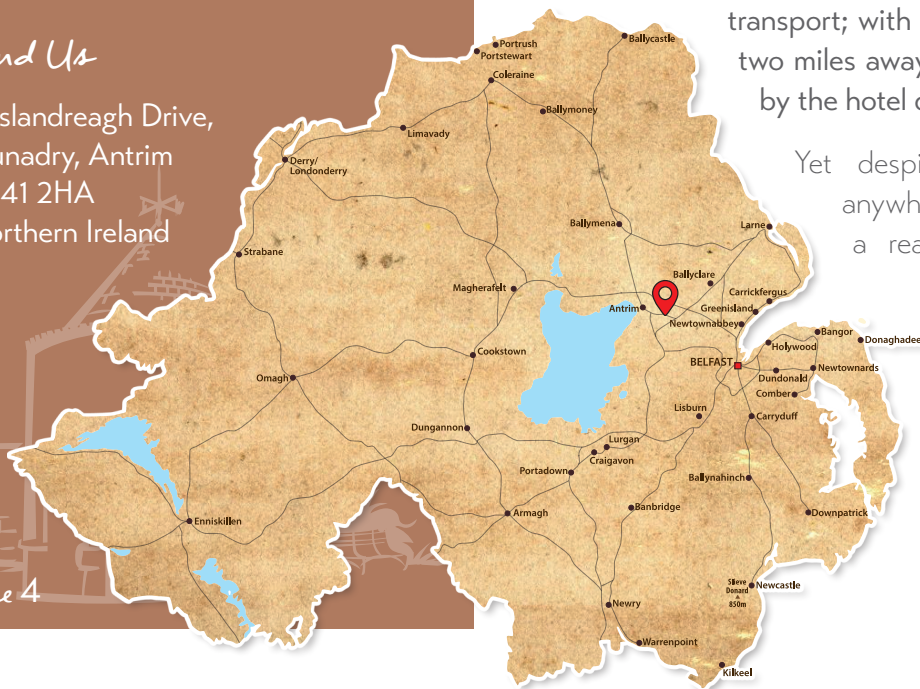 nd Us
slandreagh Drive,
unadry, Antrim
41 2HA
orthern Ireland
e 4
transport; with
two miles away
by the hotel
Yet despi
anywh
a rea
Ballycastle
Portrush
Portstewart
Coleraine
Ballymoney
Limavady
Derry/
Londonderry
Ballymena
Larne
Strabane
Ballyclare
Magherafelt
Carrickfergus
Antrim
Greenisland
Newtownabbey
Bangor
Donaghadee
Holywood
Cookstown
BELFAST
Newtownards
Omagh
Dundonald
Comber
Lisburn
Carryduff
Dungannon
Lurgan
Craigavon
Portadown
Ballynahinch
Banbridge
Downpatrick
Armagh
Enniskillen
Slieve
Donard
850m
Newcastle
Newry
Warrenpoint
Kilkeel